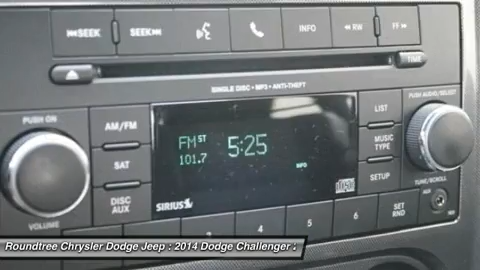 SEEK
SEEK
INFO
RW
FF
TIME
SINGLE DISC • MP3 • ANTI-THEFT
PUSH AUDIO/SELECT
PUSH ON
AM/FM
SAT
DISC
AUX
VOLUME
FM ST
101.7
5:25
INFO
SIRIUS
LIST
MUSIC
TYPE
SETUP
TUNE/SCROLL
AUX
SET
RND
3
4
5
6
Roundtree Chrysler Dodge Jeep : 2014 Dodge Challenger :